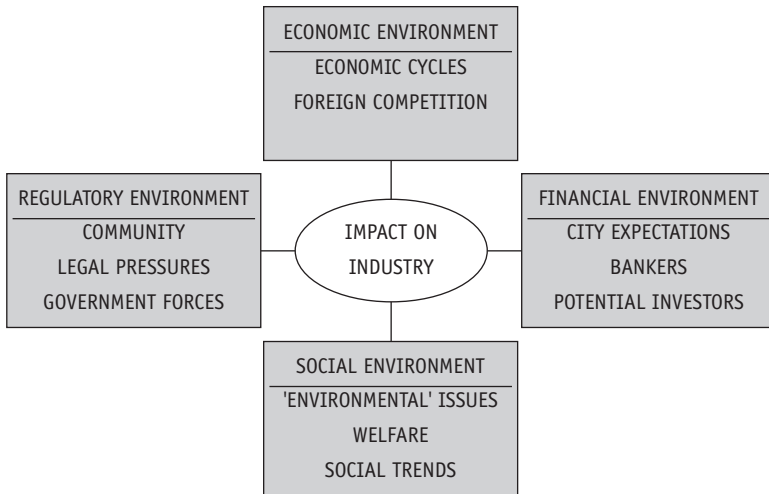 ECONOMIC ENVIRONMENT
ECONOMIC CYCLES
FOREIGN COMPETITION
REGULATORY ENVIRONMENT
COMMUNITY
LEGAL PRESSURES
GOVERNMENT FORCES
IMPACT ON
INDUSTRY
FINANCIAL ENVIRONMENT
CITY EXPECTATIONS
BANKERS
POTENTIAL INVESTORS
SOCIAL ENVIRONMENT
'ENVIRONMENTAL' ISSUES
WELFARE
SOCIAL TRENDS